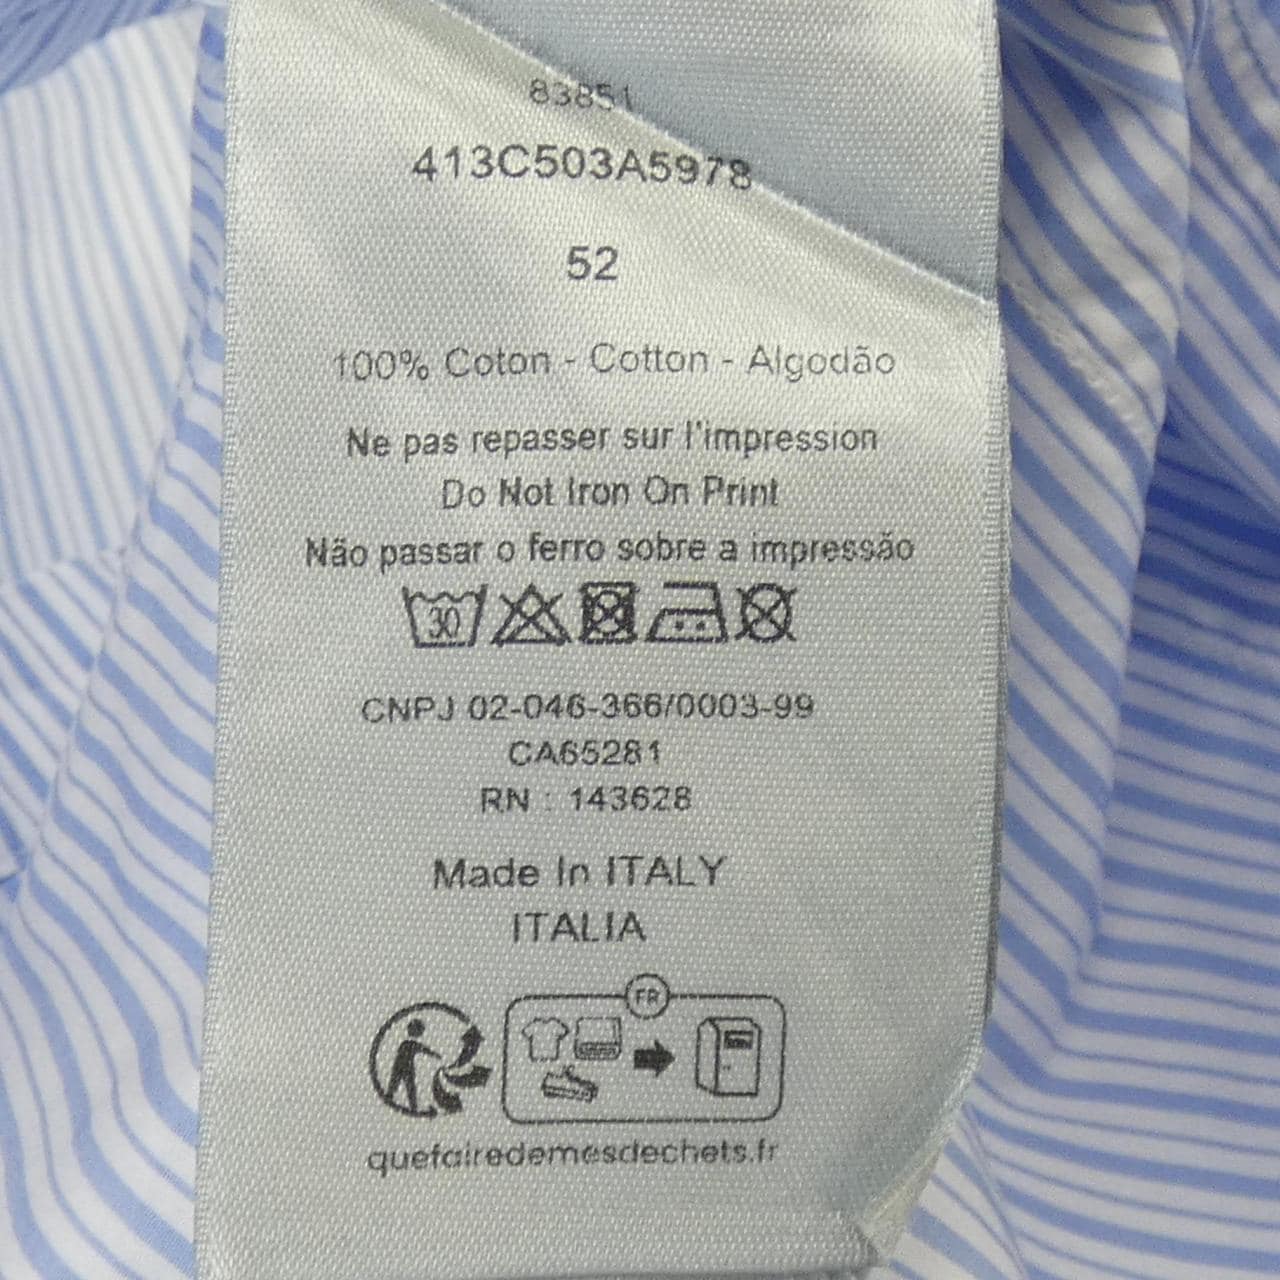 83851
413C503A5978
52
100% Coton - Cotton - Algodão
Ne pas repasser sur l'impression
Do Not Iron On Print
Não passar o ferro sobre a impressão
30
CNPJ 02-046-366/0003-99
CA65281
RN : 143628
Made In ITALY
ITALIA
FR
quefairedemesdechets.fr